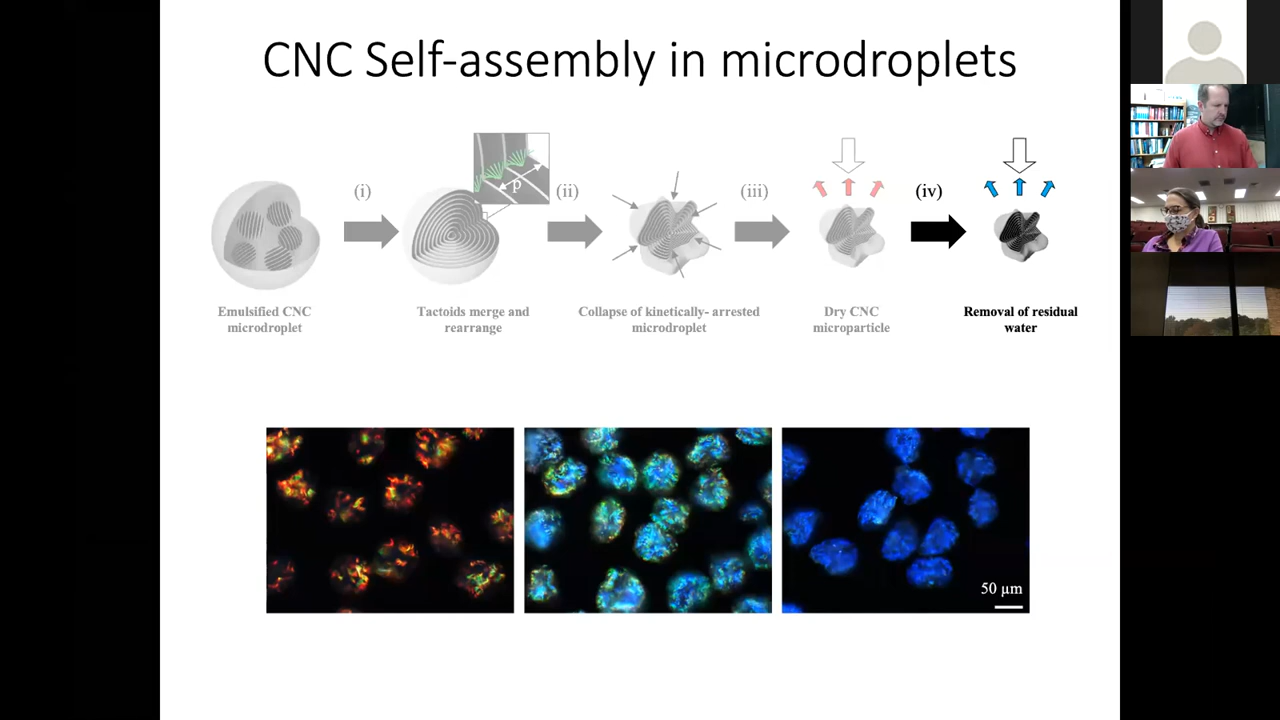 CNC Self-assembly in microdroplets
(i)
(ii)
(iii)
(iv)
p
Emulsified CNC
microdroplet
Tactoids merge and
rearrange
Collapse of kinetically- arrested
microdroplet
Dry CNC
microparticle
Removal of residual
water
50 µm